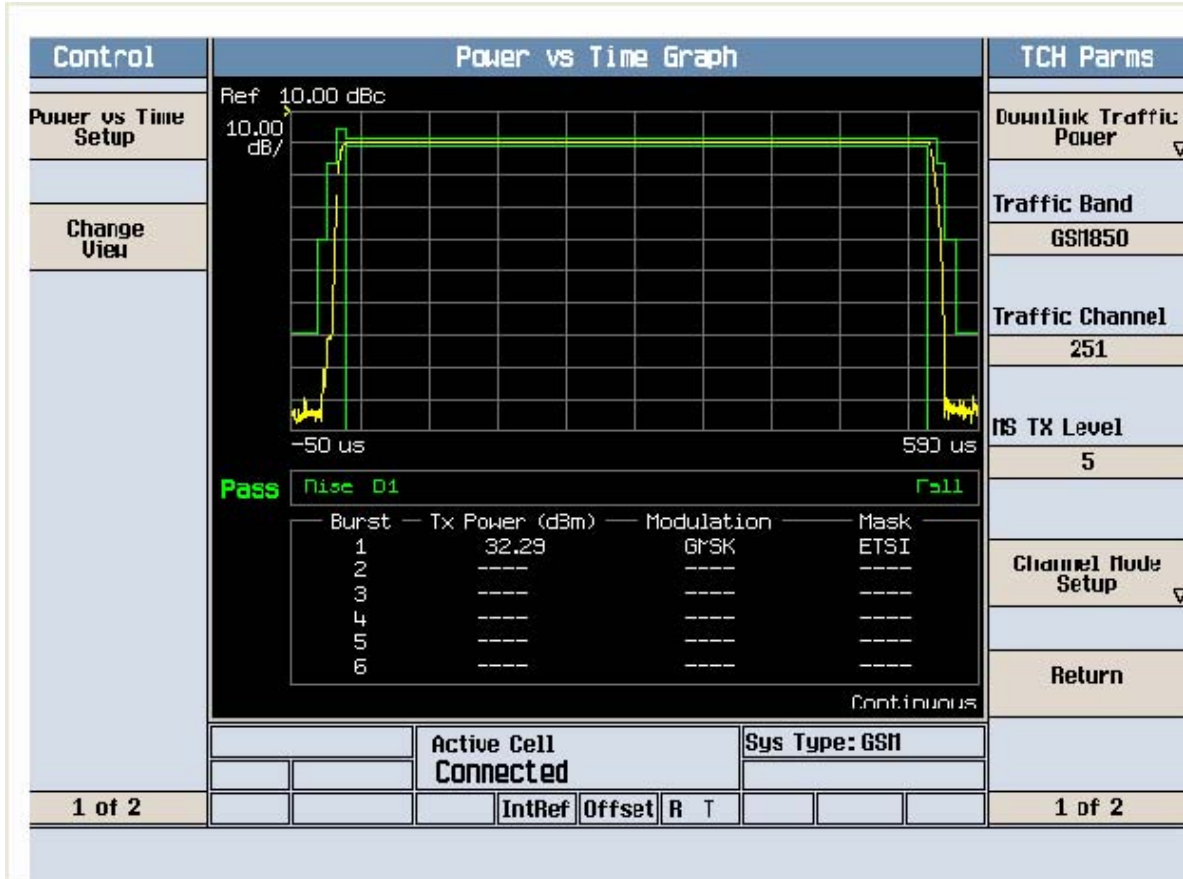 Control
Power vs Time Graph
TCH Parms
Power vs Time
Setup
Change
View
1 of 2
Ref 10.00 dBc
10.00
dB/
-50 us
590 us
Pass
Rise 01
Fall
Burst
Tx Power (dBm)
Modulation
Mask
1 32.29 GMSK ETSI
2 ---- ---- ----
3 ---- ---- ----
4 ---- ---- ----
5 ---- ---- ----
6 ---- ---- ----
Continuous
Active Cell
Connected
Sys Type: GSM
IntRef
Offset
R T
Downlink Traffic
Power
Traffic Band
GSM850
Traffic Channel
251
MS TX Level
5
Channel Mode
Setup
Return
1 of 2